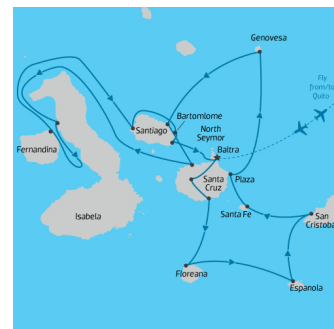 Genovesa
Fly
from/to
Quito
Bartomlome
North
Seymor
Santiago
Baltra
Fernandina
Santa
Cruz
Plaza
Isabela
Santa Fe
San
Cristoba
Floreana
Espanola